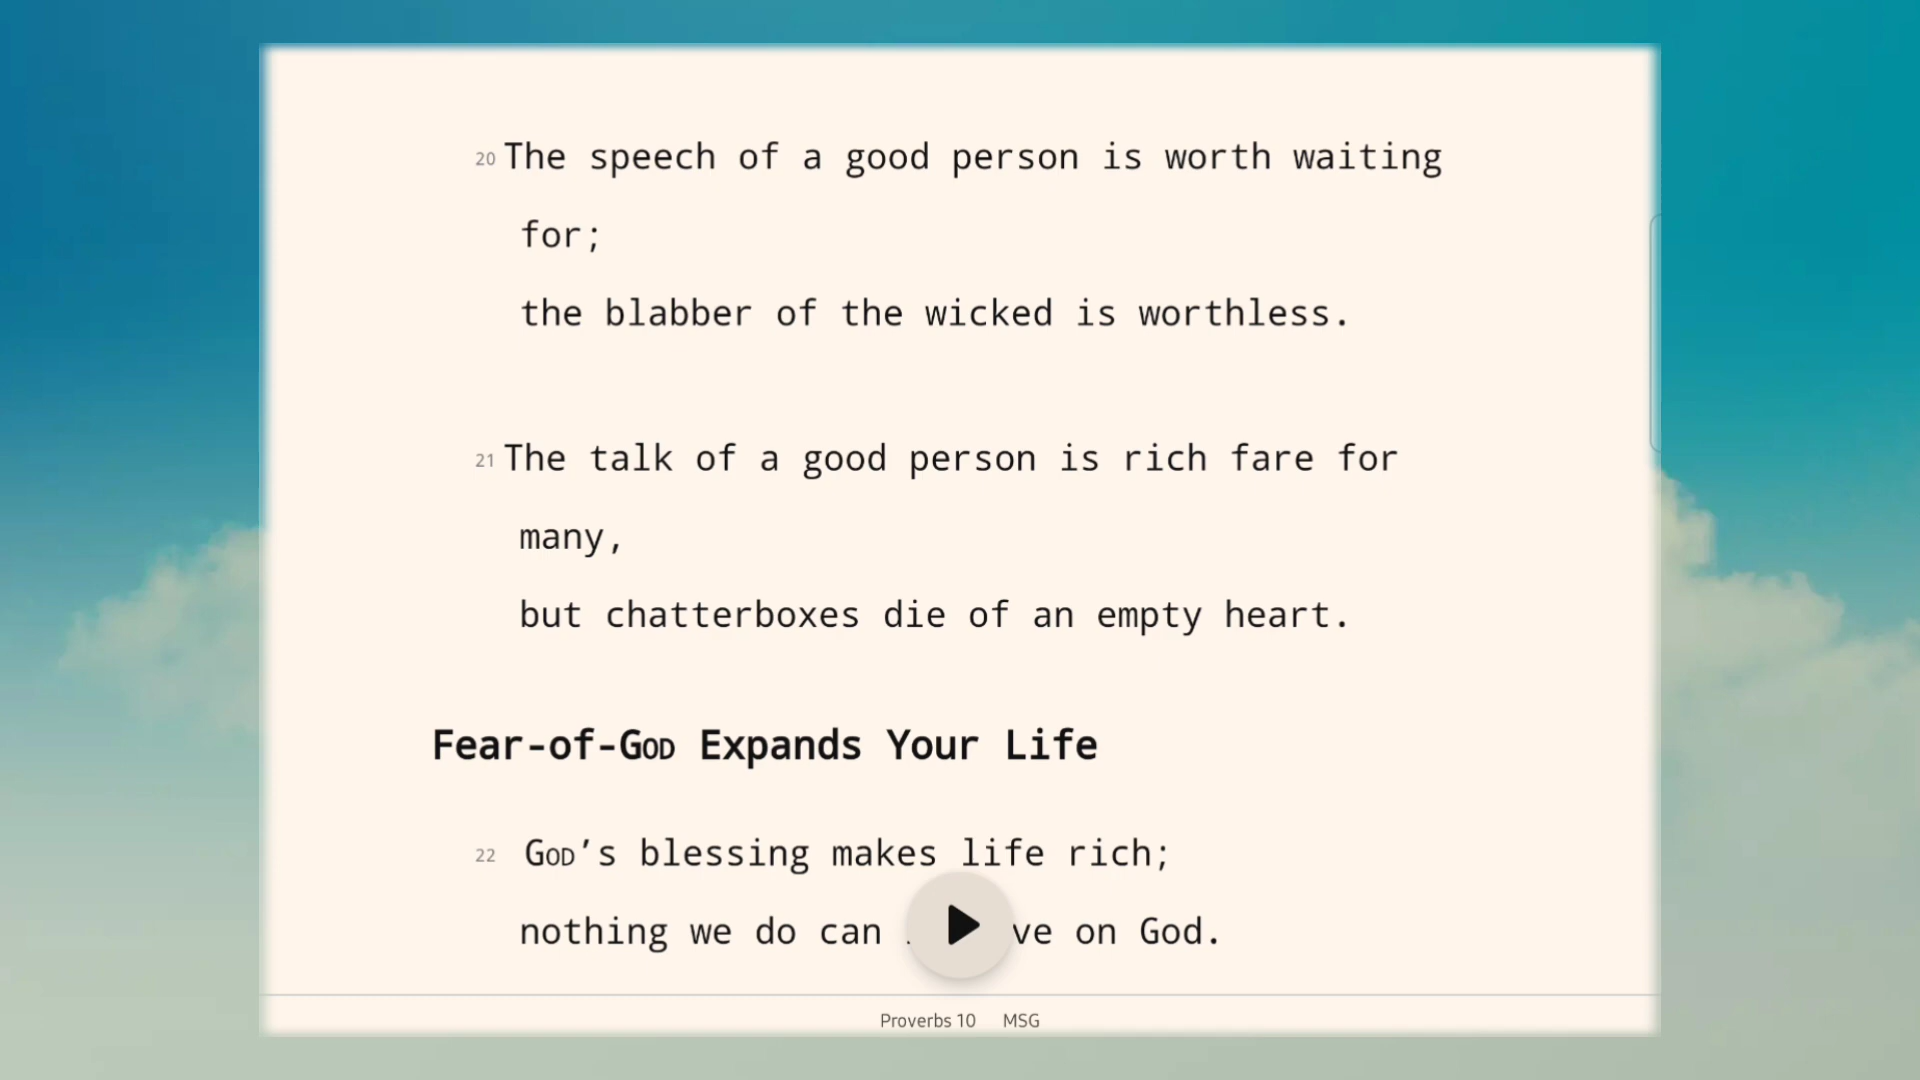 20 The speech of a good person is worth waiting
for;
the blabber of the wicked is worthless.
21 The talk of a good person is rich fare for
many,
but chatterboxes die of an empty heart.
Fear-of-GOD Expands Your Life
22 GOD’s blessing makes life rich;
nothing we do can on God.
Proverbs 10 MSG